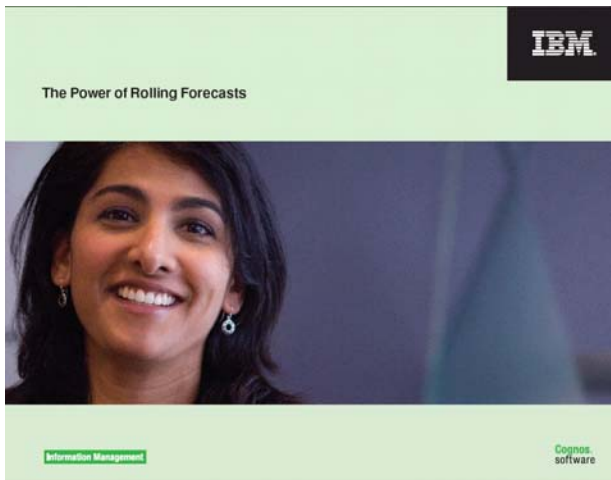 IBM.
The Power of Rolling Forecasts
Information Management
Cognos.
software